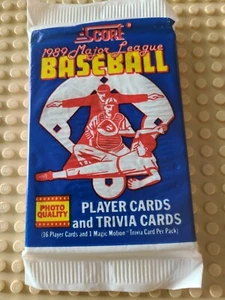 SCORE
1989 Major League
BASEBALL
S
PHOTO
QUALITY
PLAYER CARDS
and TRIVIA CARDS
(16 Player Cards and 1 Magic Motion™ Trivia Card Per Pack)